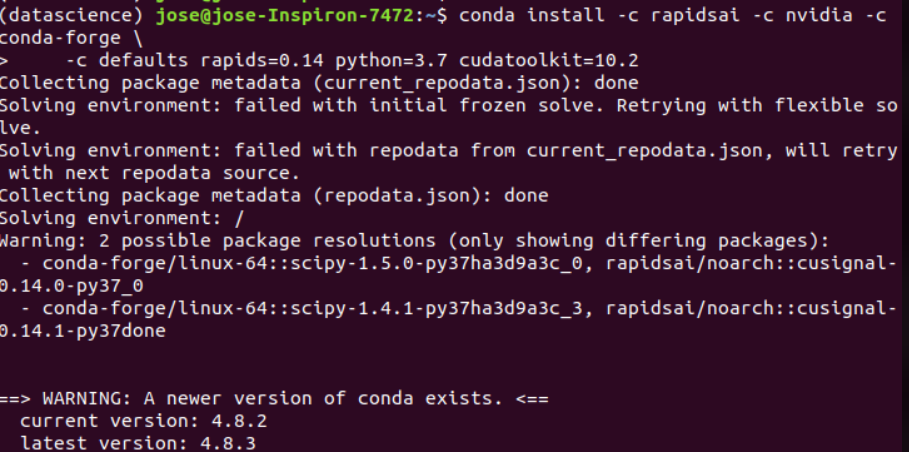 (datascience) jose@jose-Inspiron-7472:~$ conda install -c rapidsai -c nvidia -c
conda-forge \
>     -c defaults rapids=0.14 python=3.7 cudatoolkit=10.2
Collecting package metadata (current_repodata.json): done
Solving environment: failed with initial frozen solve. Retrying with flexible so
lve.
Solving environment: failed with repodata from current_repodata.json, will retry
 with next repodata source.
Collecting package metadata (repodata.json): done
Solving environment: /
Warning: 2 possible package resolutions (only showing differing packages):
  - conda-forge/linux-64::scipy-1.5.0-py37ha3d9a3c_0, rapidsai/noarch::cusignal-
0.14.0-py37_0
  - conda-forge/linux-64::scipy-1.4.1-py37ha3d9a3c_3, rapidsai/noarch::cusignal-
0.14.1-py37done
==> WARNING: A newer version of conda exists. <==
  current version: 4.8.2
  latest version: 4.8.3